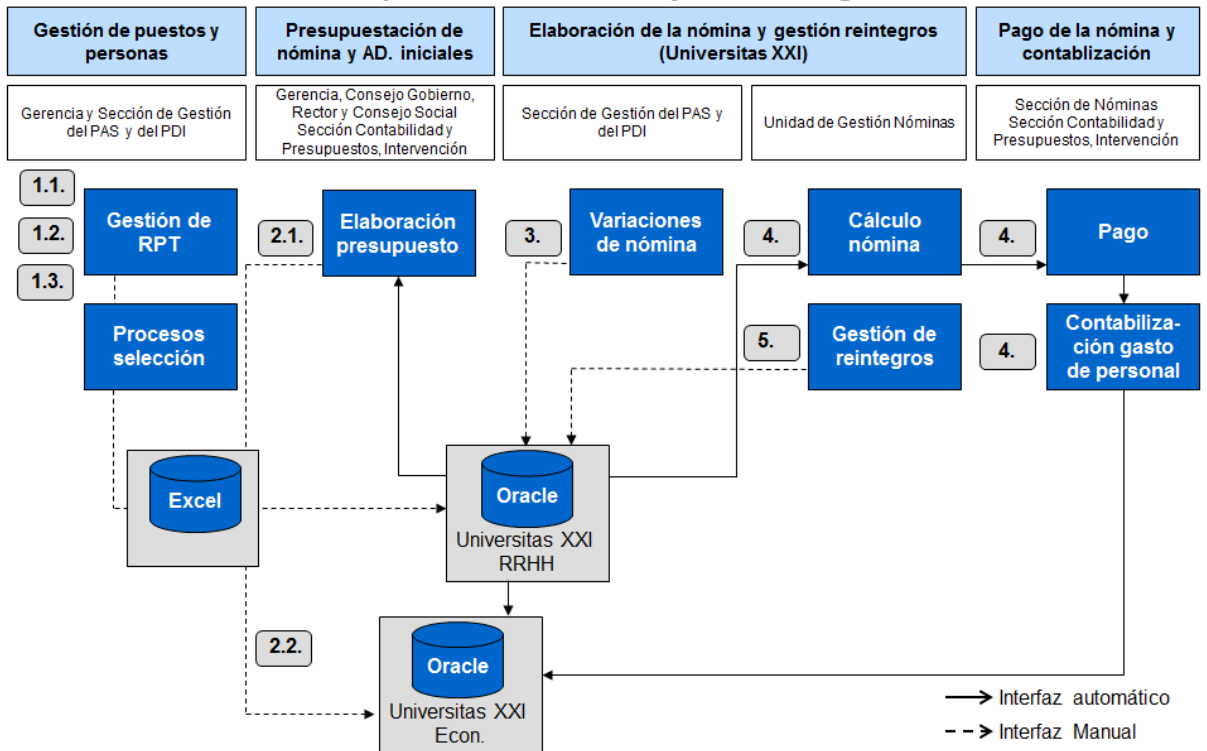 Gestión de puestos y
personas
Presupuestación de
nómina y AD. iniciales
Elaboración de la nómina y gestión reintegros
(Universitas XXI)
Pago de la nómina y
contablización
Gerencia y Sección de Gestión
del PAS y del PDI
Gerencia, Consejo Gobierno,
Rector y Consejo Social
Sección Contabilidad y
Presupuestos, Intervención
Sección de Gestión del PAS y
del PDI
Unidad de Gestión Nóminas
Sección de Nóminas
Sección Contabilidad y
Presupuestos, Intervención
1.1.
1.2.
1.3.
Gestión de
RPT
2.1.
Elaboración
presupuesto
3.
Variaciones
de nómina
4.
Cálculo
nómina
4.
Pago
Procesos
selección
5.
Gestión de
reintegros
4.
Contabiliza-
ción gasto
de personal
Excel
Oracle
Universitas XXI
RRHH
2.2.
Oracle
Universitas XXI
Econ.
Interfaz automático
Interfaz Manual